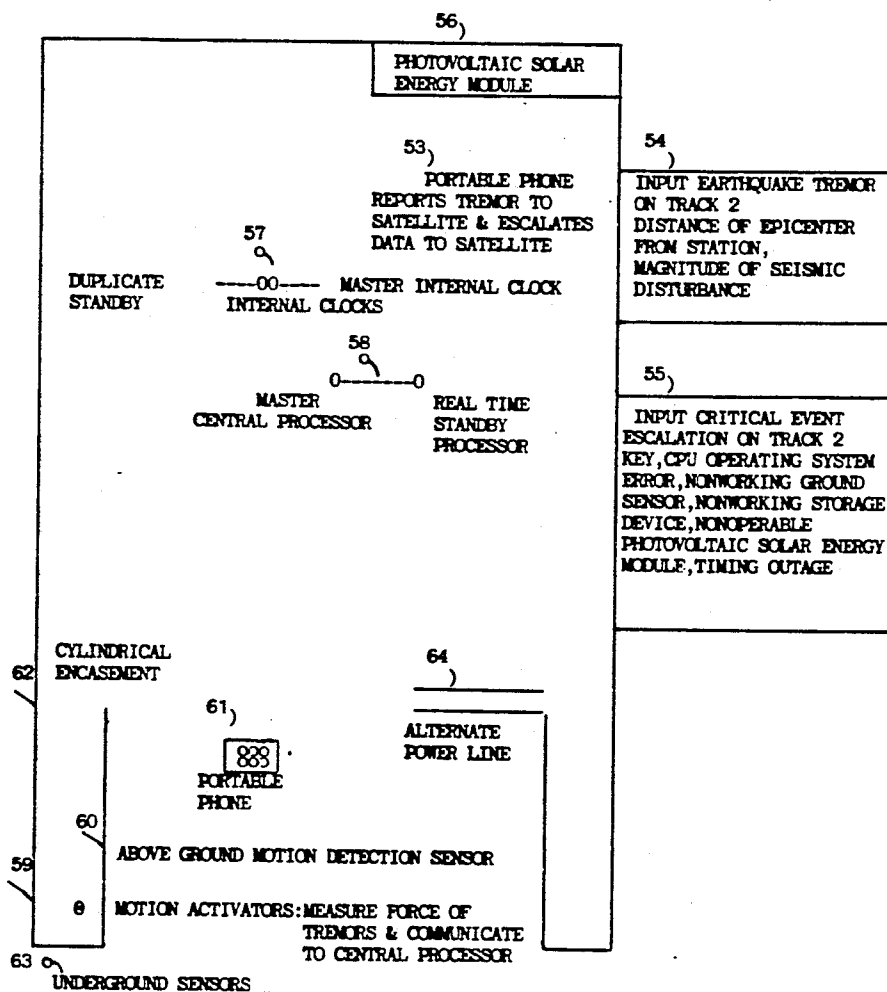 56
PHOTOVOLTAIC SOLAR
ENERGY MODULE
53
PORTABLE PHONE
REPORTS TREMOR TO
SATELLITE & ESCALATES
DATA TO SATELLITE
54
INPUT EARTHQUAKE TREMOR
ON TRACK 2
DISTANCE OF EPICENTER
FROM STATION,
MAGNITUDE OF SEISMIC
DISTURBANCE
57
DUPLICATE
STANDBY
-----OO---- MASTER INTERNAL CLOCK
INTERNAL CLOCKS
58
O-------O
MASTER
CENTRAL PROCESSOR
REAL TIME
STANDBY
PROCESSOR
55
INPUT CRITICAL EVENT
ESCALATION ON TRACK 2
KEY,CPU OPERATING SYSTEM
ERROR,NONWORKING GROUND
SENSOR,NONWORKING STORAGE
DEVICE,NONOPERABLE
PHOTOVOLTAIC SOLAR ENERGY
MODULE,TIMING OUTAGE
CYLINDRICAL
ENCASEMENT
62
64
ALTERNATE
POWER LINE
61
PORTABLE
PHONE
60
ABOVE GROUND MOTION DETECTION SENSOR
59
θ MOTION ACTIVATORS:MEASURE FORCE OF
TREMORS & COMMUNICATE
TO CENTRAL PROCESSOR
63
UNDERGROUND SENSORS